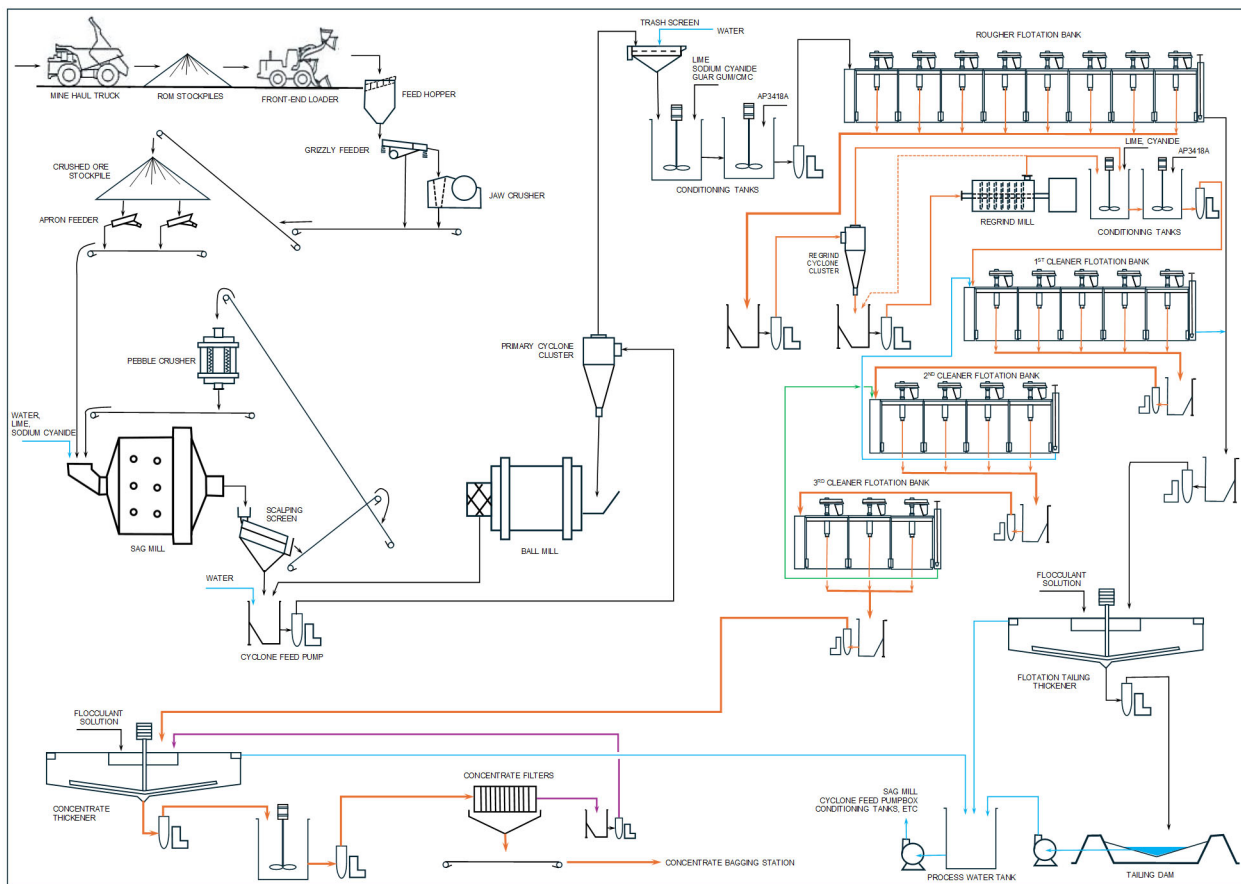 TRASH SCREEN
WATER
ROUGHER FLOTATION BANK
LIME
SODIUM CYANIDE
GUAR GUM/CMC
AP3418A
MINE HAUL TRUCK
ROM STOCKPILES
FRONT-END LOADER
FEED HOPPER
GRIZZLY FEEDER
CRUSHED ORE
STOCKPILE
JAW CRUSHER
APRON FEEDER
CONDITIONING TANKS
LIME, CYANIDE
AP3418A
REGRIND MILL
CONDITIONING TANKS
REGRIND
CYCLONE
CLUSTER
1ST CLEANER FLOTATION BANK
PEBBLE CRUSHER
PRIMARY CYCLONE
CLUSTER
2ND CLEANER FLOTATION BANK
WATER,
LIME,
SODIUM CYANIDE
3RD CLEANER FLOTATION BANK
SCALPING
SCREEN
SAG MILL
BALL MILL
WATER
CYCLONE FEED PUMP
FLOCCULANT
SOLUTION
FLOTATION TAILING
THICKENER
FLOCCULANT
SOLUTION
CONCENTRATE FILTERS
CONCENTRATE
THICKENER
SAG MILL
CYCLONE FEED PUMPBOX
CONDITIONING TANKS, ETC
CONCENTRATE BAGGING STATION
PROCESS WATER TANK
TAILING DAM